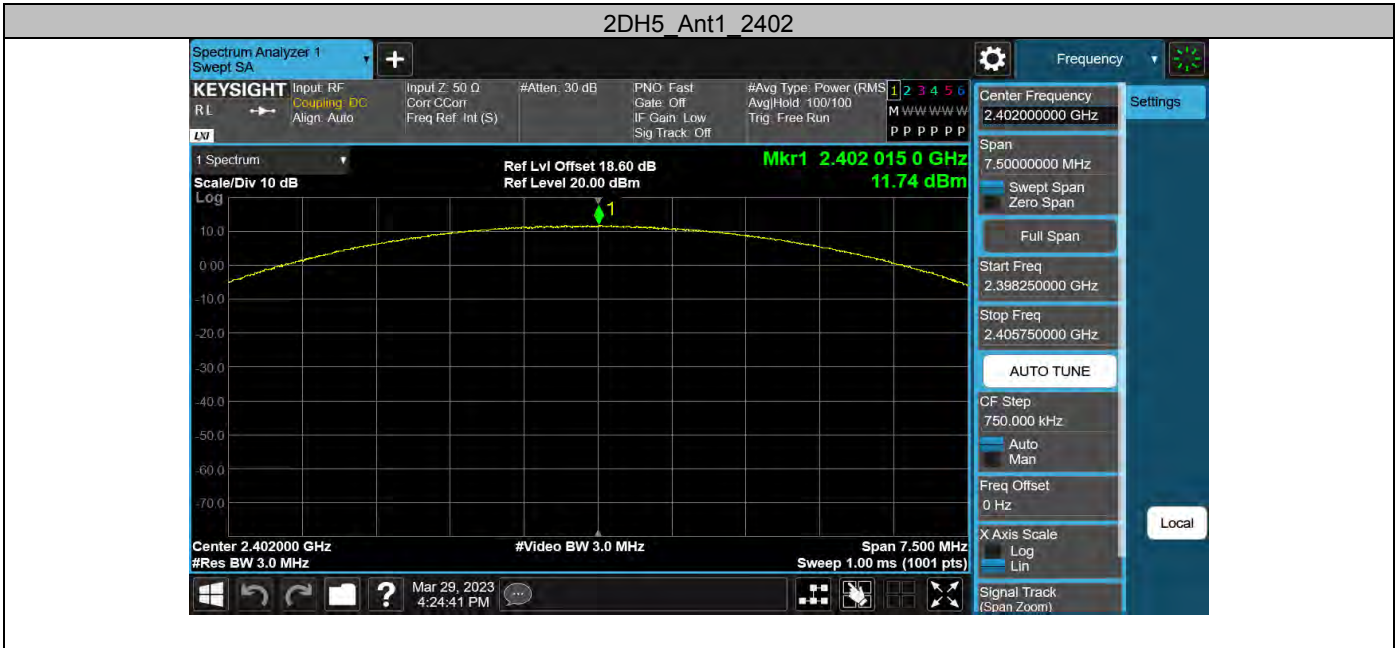 2DH5_Ant1_2402
Spectrum Analyzer 1
Swept SA
+
Frequency
KEYSIGHT
RL
LXI
Input: RF
Coupling: DC
Align: Auto
Input Z: 50 Ω
Corr CCorr
Freq Ref: Int (S)
#Atten: 30 dB
PNO: Fast
Gate: Off
IF Gain: Low
Sig Track: Off
#Avg Type: Power (RMS
Avg|Hold: 100/100
Trig: Free Run
1 2 3 4 5 6
M W W W W W
P P P P P P
1 Spectrum
Scale/Div 10 dB
Log
Ref Lvl Offset 18.60 dB
Ref Level 20.00 dBm
Mkr1 2.402 015 0 GHz
11.74 dBm
1
10.0
0.00
-10.0
-20.0
-30.0
-40.0
-50.0
-60.0
-70.0
Center 2.402000 GHz
#Res BW 3.0 MHz
#Video BW 3.0 MHz
Span 7.500 MHz
Sweep 1.00 ms (1001 pts)
Center Frequency
2.402000000 GHz
Settings
Span
7.50000000 MHz
Swept Span
Zero Span
Full Span
Start Freq
2.398250000 GHz
Stop Freq
2.405750000 GHz
AUTO TUNE
CF Step
750.000 kHz
Auto
Man
Freq Offset
0 Hz
X Axis Scale
Log
Lin
Local
Signal Track
(Span Zoom)
?
Mar 29, 2023
4:24:41 PM